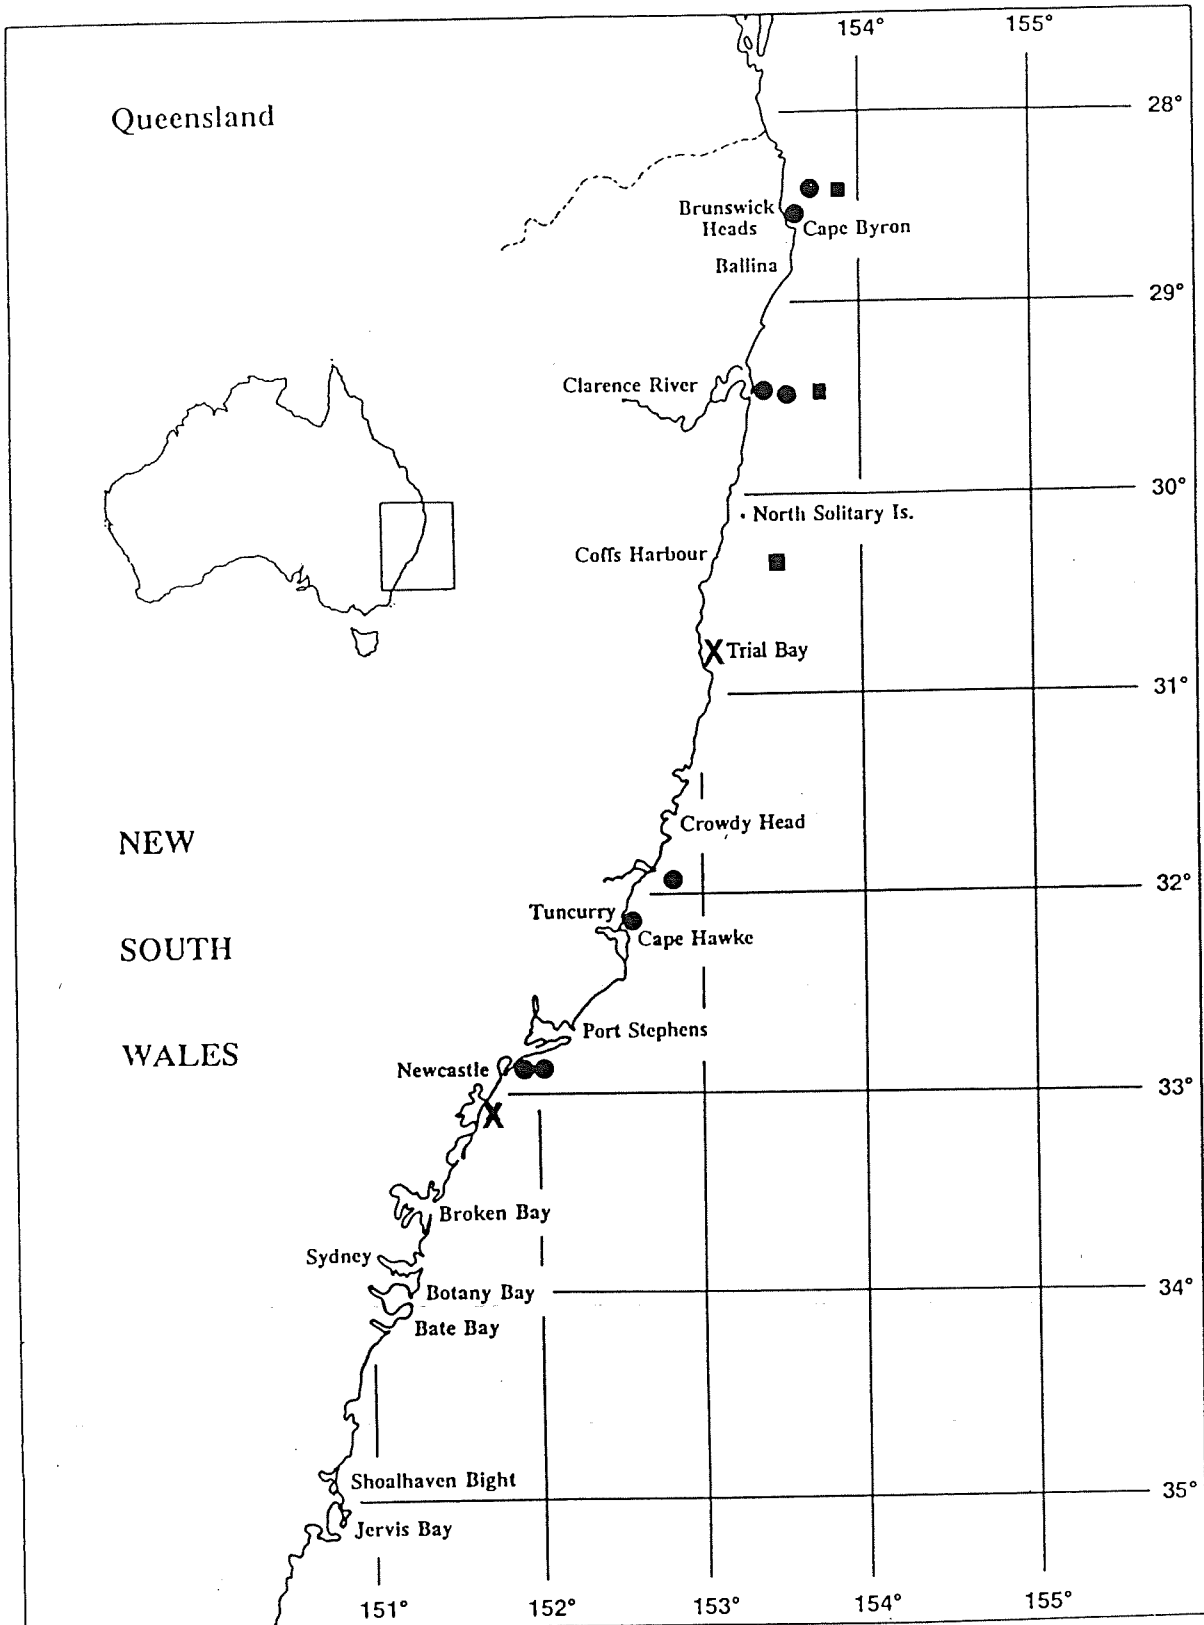 154° 155°
Queensland
28°
Brunswick
Heads
Cape Byron
Ballina
29°
Clarence River
30°
North Solitary Is.
Coffs Harbour
X Trial Bay
31°
Crowdy Head
NEW
32°
Tuncurry
Cape Hawke
SOUTH
Port Stephens
WALES
Newcastle
33°
X
Broken Bay
Sydney
34°
Botany Bay
Bate Bay
Shoalhaven Bight
35°
Jervis Bay
151° 152° 153° 154° 155°